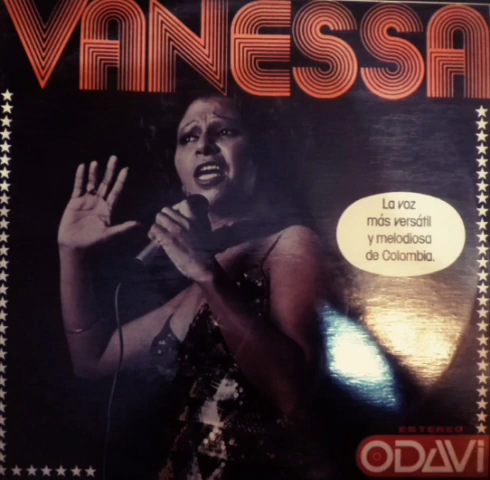 VANESSA
La voz
más versátil
y melodiosa
de Colombia.
ESTEREO
ODAVI